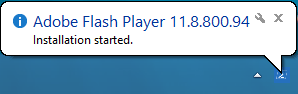 Adobe Flash Player 11.8.800.94
Installation started.